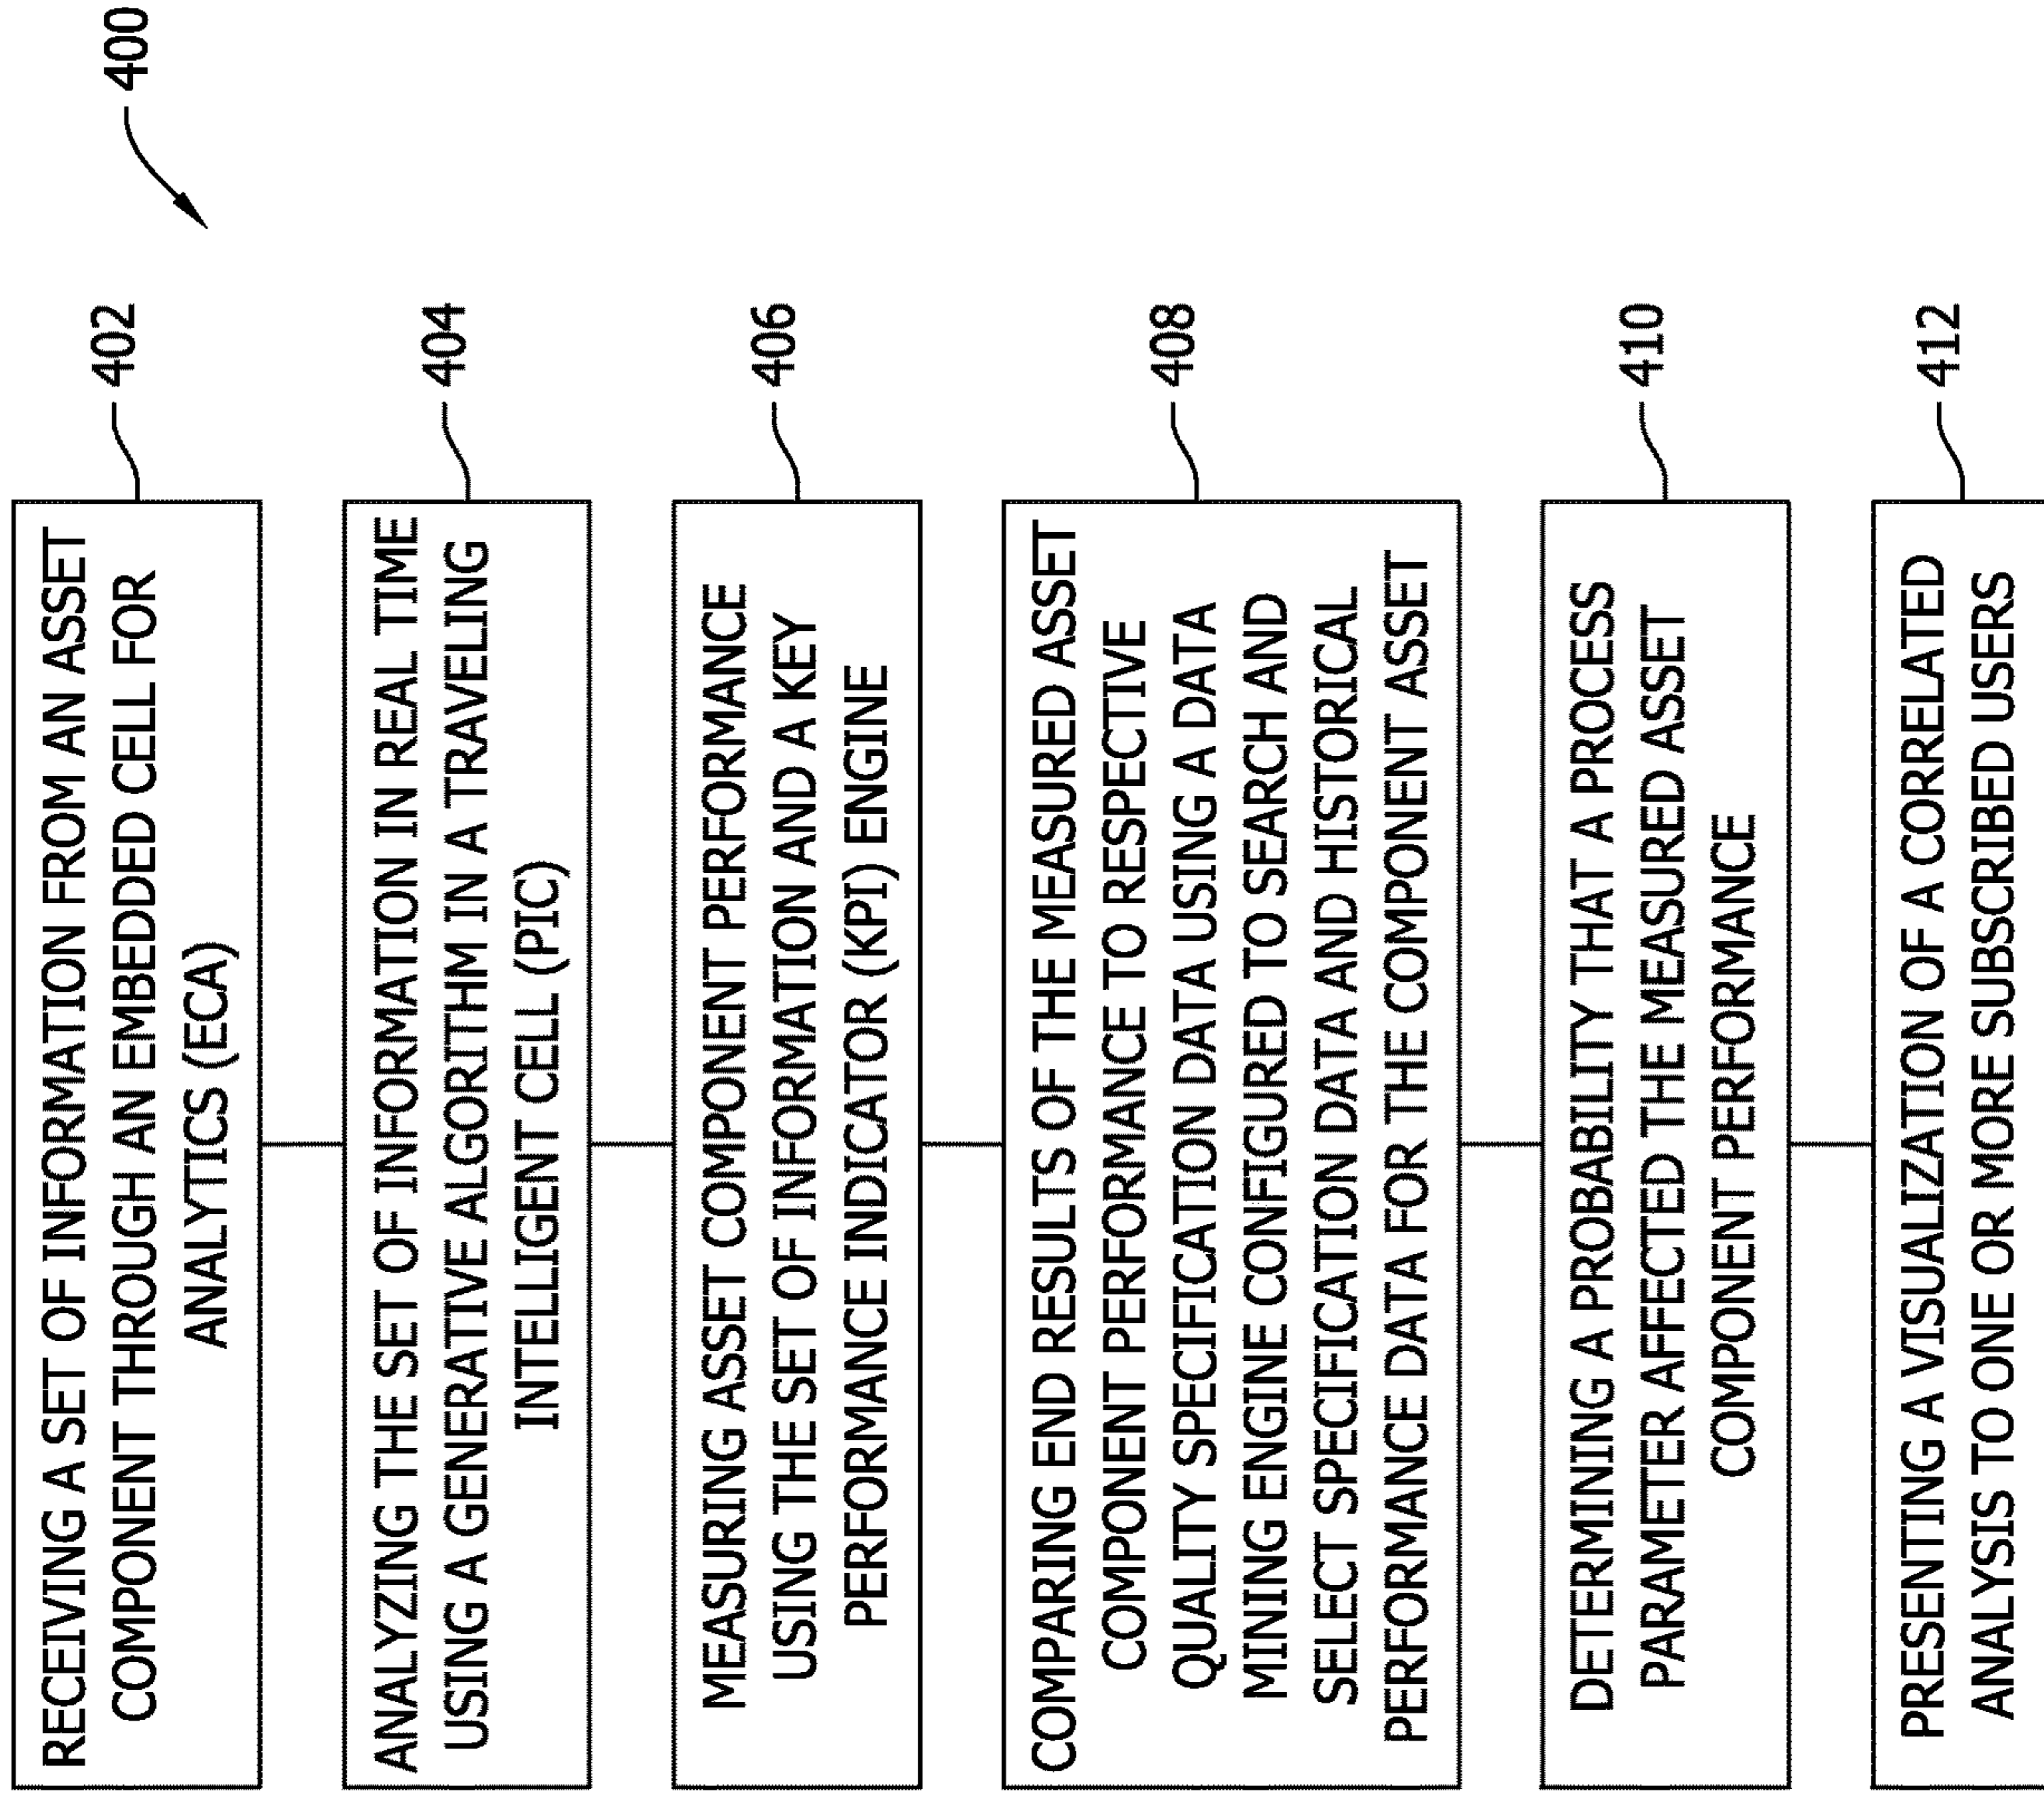 400
RECEIVING A SET OF INFORMATION FROM AN ASSET
COMPONENT THROUGH AN EMBEDDED CELL FOR
ANALYTICS (ECA)
402
ANALYZING THE SET OF INFORMATION IN REAL TIME
USING A GENERATIVE ALGORITHM IN A TRAVELING
INTELLIGENT CELL (PIC)
404
MEASURING ASSET COMPONENT PERFORMANCE
USING THE SET OF INFORMATION AND A KEY
PERFORMANCE INDICATOR (KPI) ENGINE
406
COMPARING END RESULTS OF THE MEASURED ASSET
COMPONENT PERFORMANCE TO RESPECTIVE
QUALITY SPECIFICATION DATA USING A DATA
MINING ENGINE CONFIGURED TO SEARCH AND
SELECT SPECIFICATION DATA AND HISTORICAL
PERFORMANCE DATA FOR THE COMPONENT ASSET
408
DETERMINING A PROBABILITY THAT A PROCESS
PARAMETER AFFECTED THE MEASURED ASSET
COMPONENT PERFORMANCE
410
PRESENTING A VISUALIZATION OF A CORRELATED
ANALYSIS TO ONE OR MORE SUBSCRIBED USERS
412